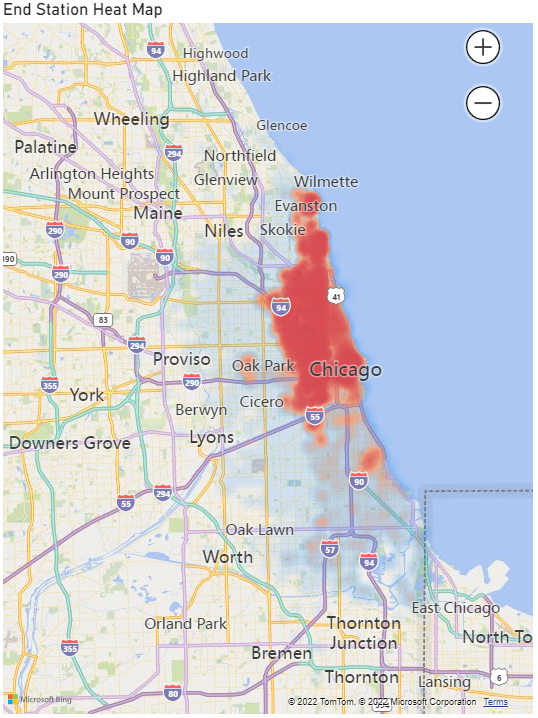 End Station Heat Map
94
Highwood
Highland Park
Wheeling
Glencoe
Palatine
294
Northfield
Arlington Heights
Glenview
Wilmette
Mount Prospect
Evanston
Maine
290
Niles
Skokie
90
90
390
290
41
94
83
294
Proviso
Oak Park
Chicago
355
290
York
Cicero
Berwyn
55
Downers Grove
Lyons
90
294
55
Oak Lawn
57
Worth
94
East Chicago
Orland Park
Thornton
Junction
North To
355
Bremen
Thornton
6
Lansing
80
Microsoft Bing
© 2022 TomTom, © 2022 Microsoft Corporation Terms